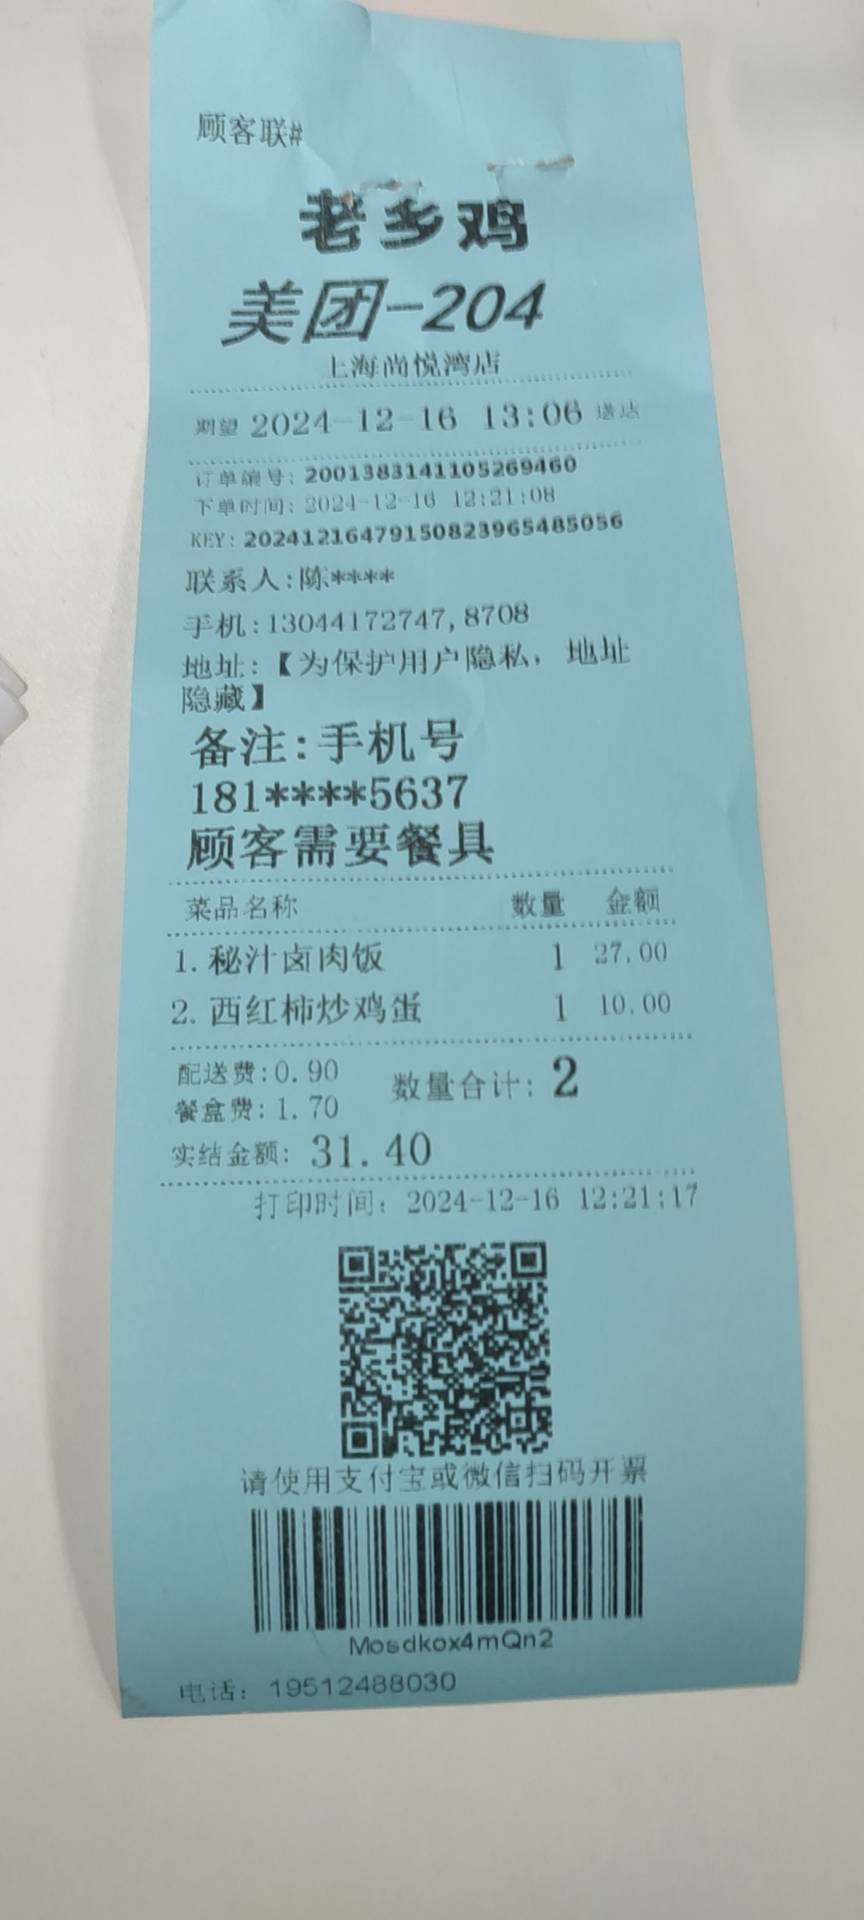 顾客联#
老乡鸡
美团-204
上海尚悦湾店
期望 2024-12-16 13:06 送达
订单编号: 2001383141105269460
下单时间: 2024-12-16 12:21:08
KEY: 202412164791508239654850​56
联系人:陈****
手机:13044172747,8708
地址:【为保护用户隐私，地址
隐藏】
备注:手机号
181****5637
顾客需要餐具
菜品名称 数量 金额
1. 秘汁卤肉饭 1 27.00
2. 西红柿炒鸡蛋 1 10.00
配送费:0.90 数量合计: 2
餐盒费:1.70
实结金额: 31.40
打印时间: 2024-12-16 12:21:17
请使用支付宝或微信扫码开票
Mosdkox4mQn2
电话: 19512488030